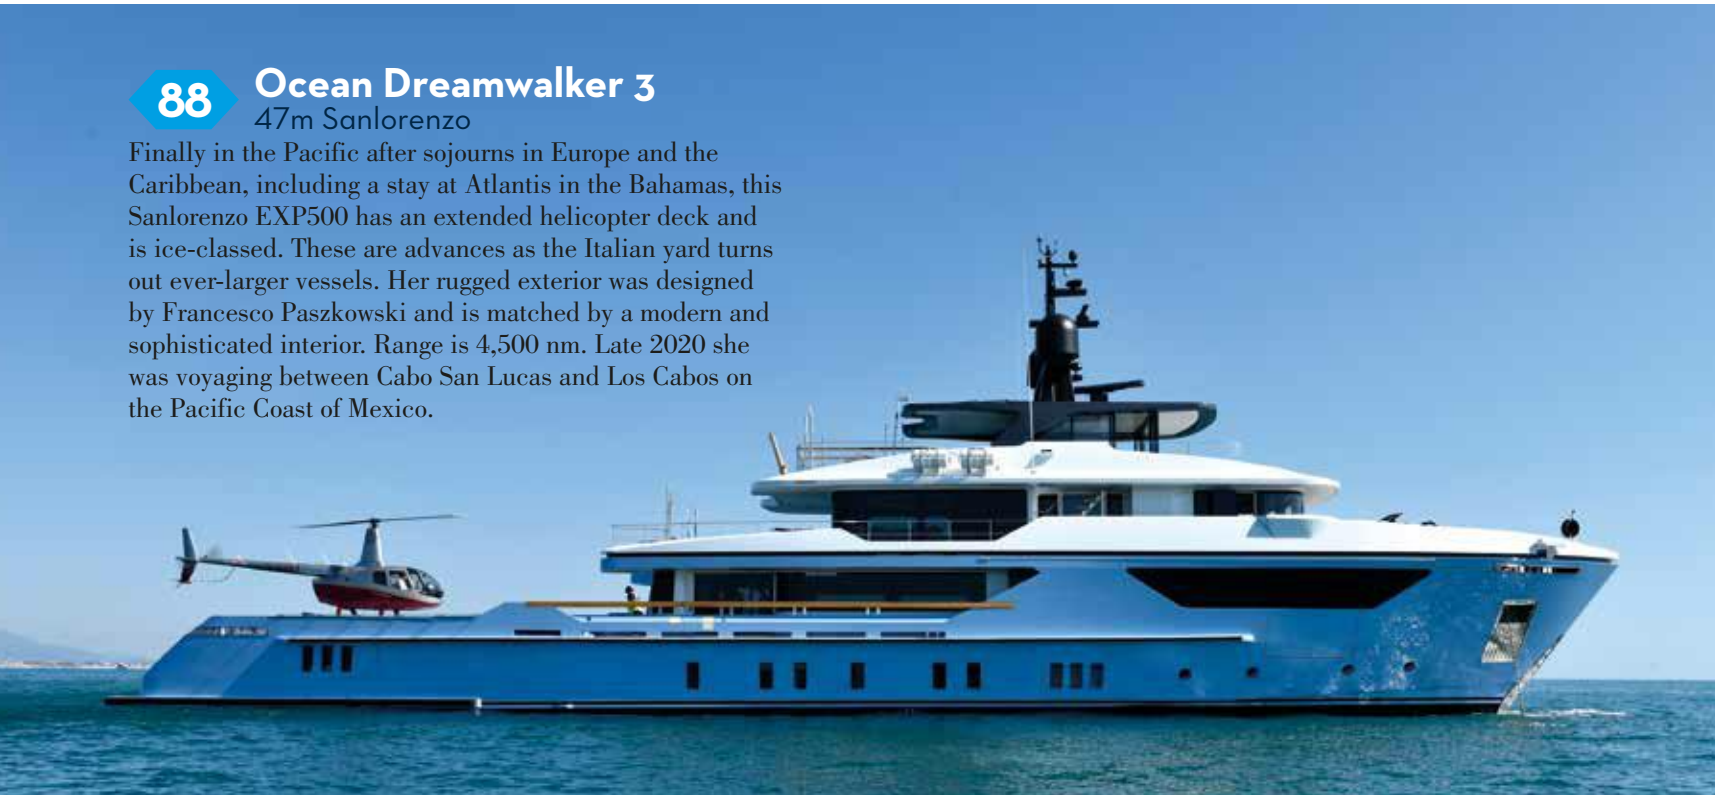 88
Ocean Dreamwalker 3
47m Sanlorenzo
Finally in the Pacific after sojourns in Europe and the
Caribbean, including a stay at Atlantis in the Bahamas, this
Sanlorenzo EXP500 has an extended helicopter deck and
is ice-classed. These are advances as the Italian yard turns
out ever-larger vessels. Her rugged exterior was designed
by Francesco Paszkowski and is matched by a modern and
sophisticated interior. Range is 4,500 nm. Late 2020 she
was voyaging between Cabo San Lucas and Los Cabos on
the Pacific Coast of Mexico.